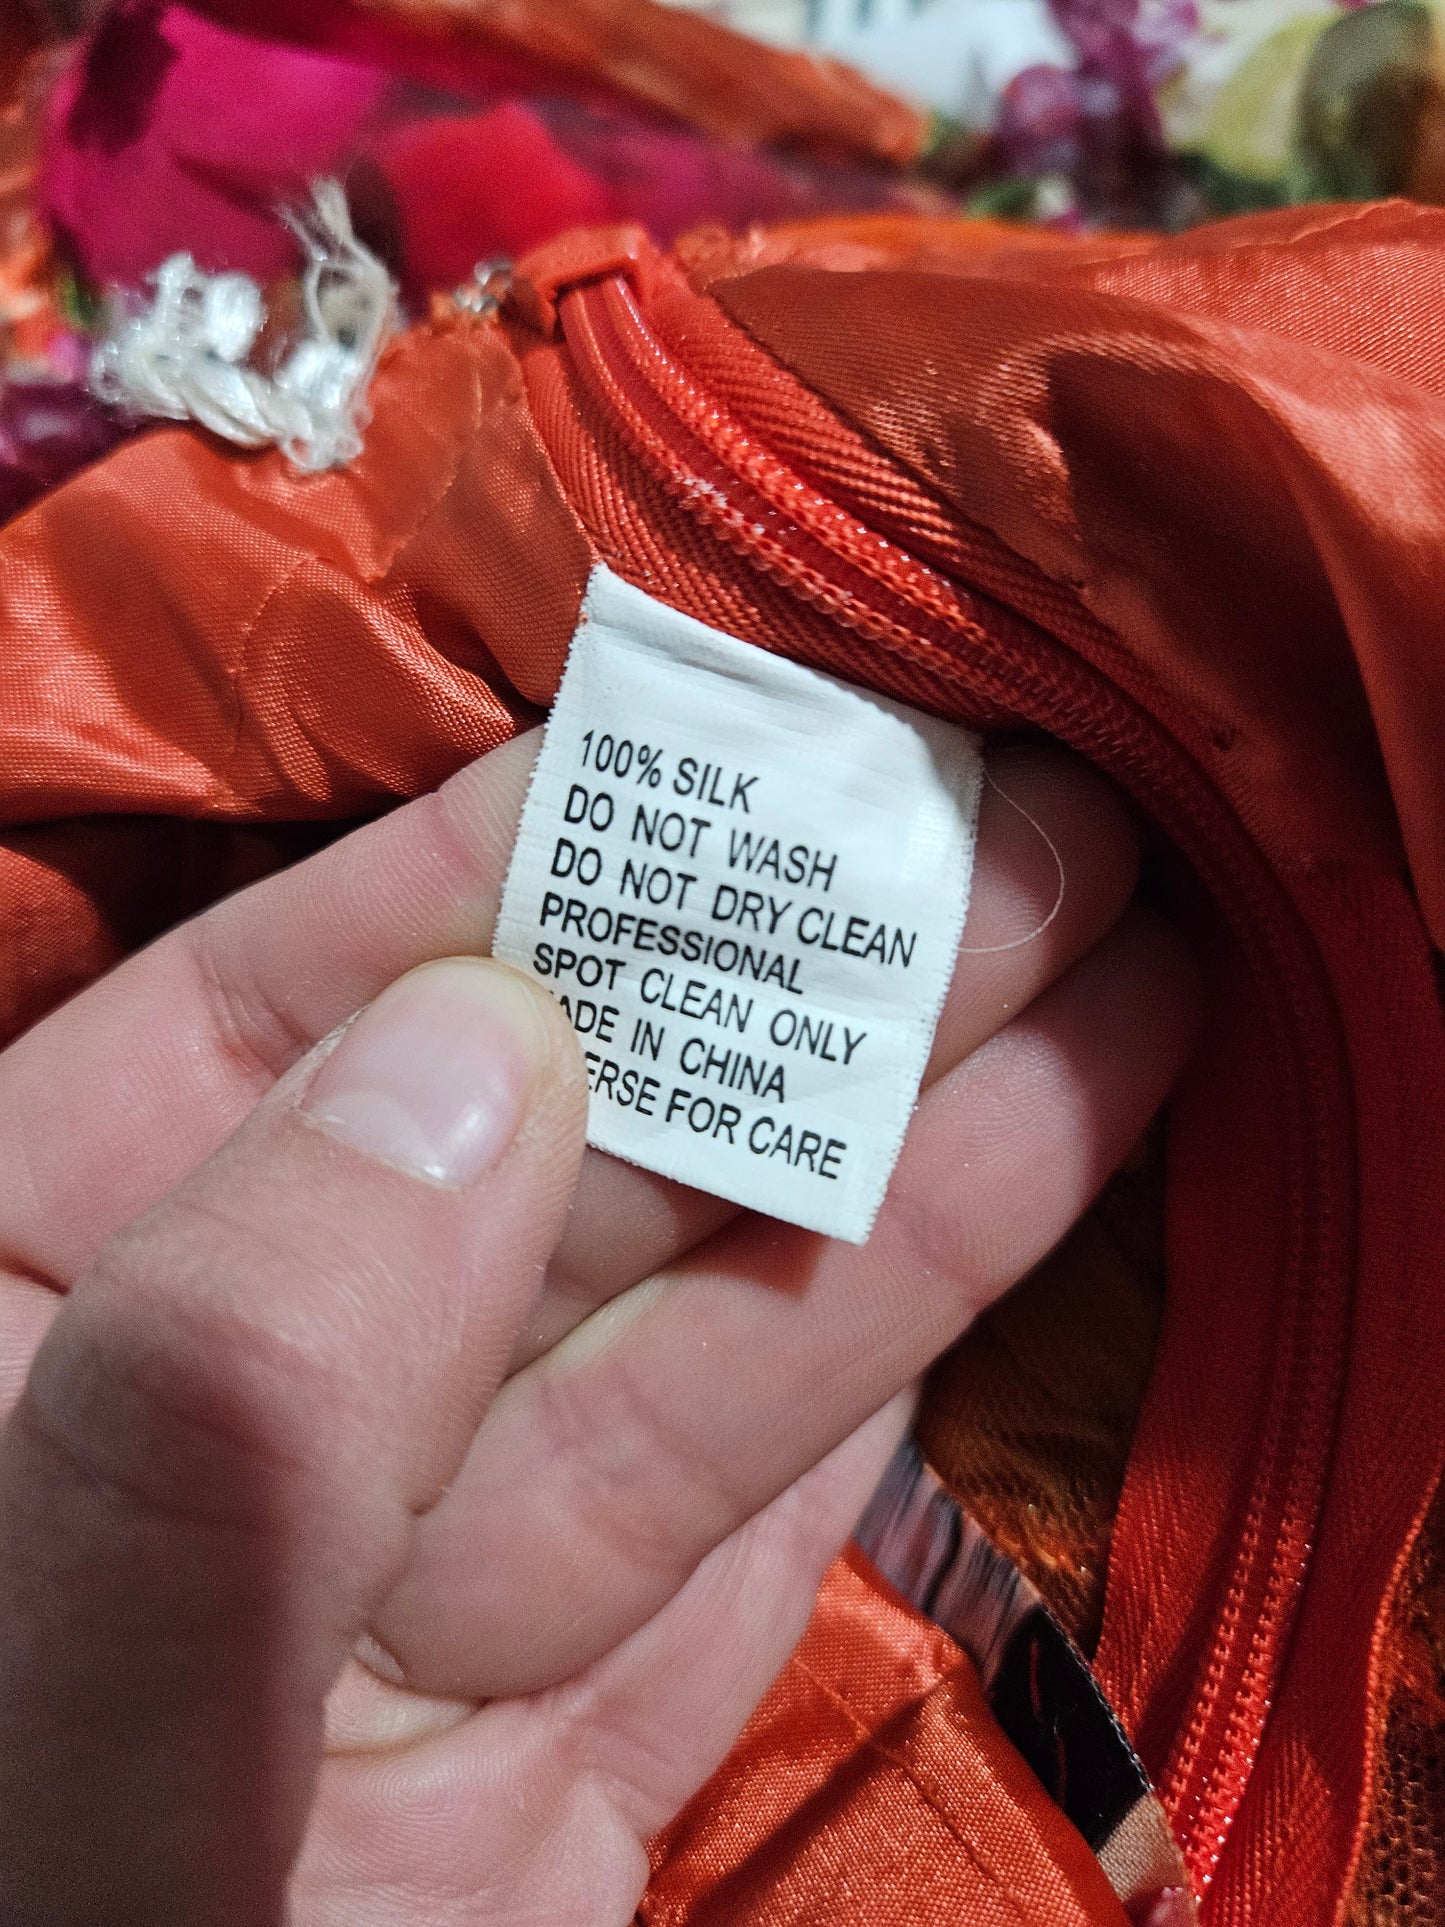 100% SILK
DO NOT WASH
DO NOT DRY CLEAN
PROFESSIONAL
SPOT CLEAN ONLY
ADE IN CHINA
ERSE FOR CARE